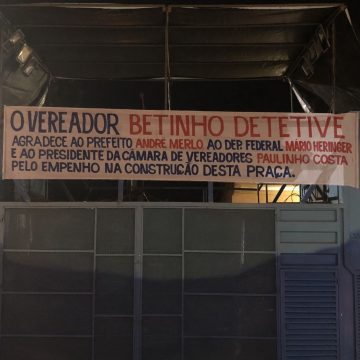 O VEREADOR BETINHO DETETIVE
AGRADECE AO PREFEITO ANDRÉ MERLO, AO DEP. FEDERAL MÁRIO HERINGER
E AO PRESIDENTE DA CÂMARA DE VEREADORES PAULINHO COSTA
PELO EMPENHO NA CONSTRUÇÃO DESTA PRAÇA.